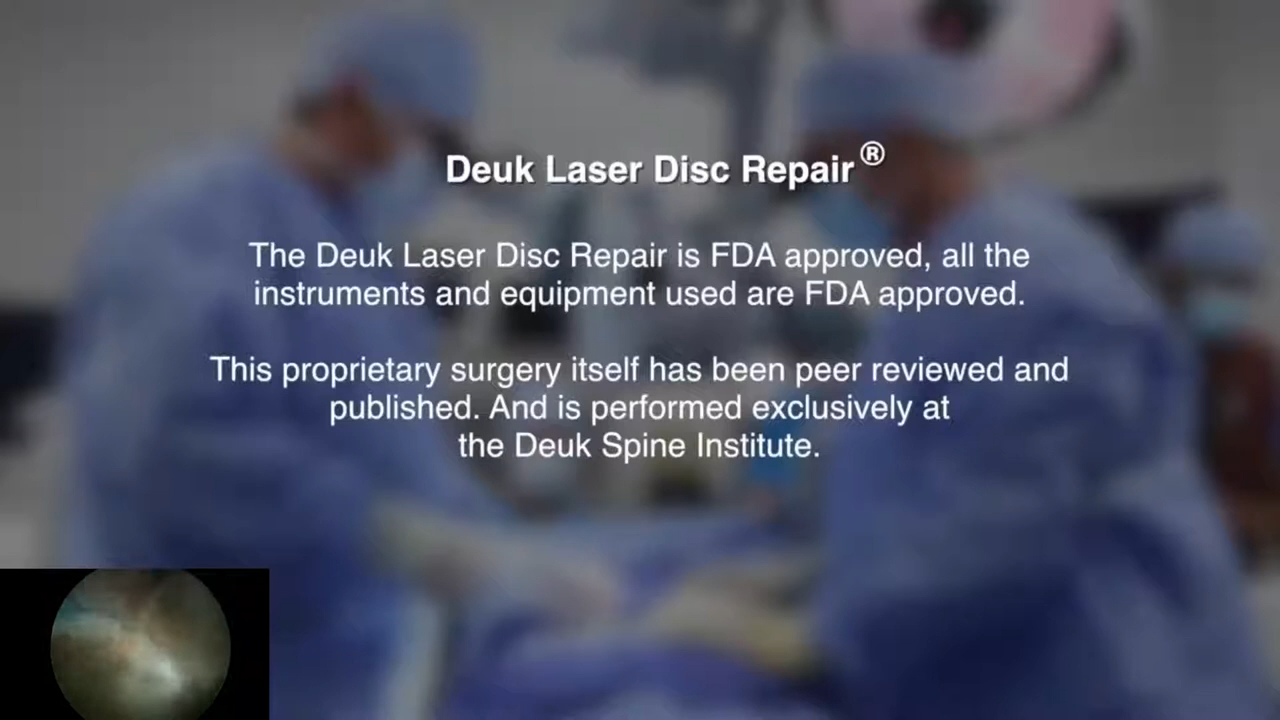 Deuk Laser Disc Repair®
The Deuk Laser Disc Repair is FDA approved, all the
instruments and equipment used are FDA approved.
This proprietary surgery itself has been peer reviewed and
published. And is performed exclusively at
the Deuk Spine Institute.